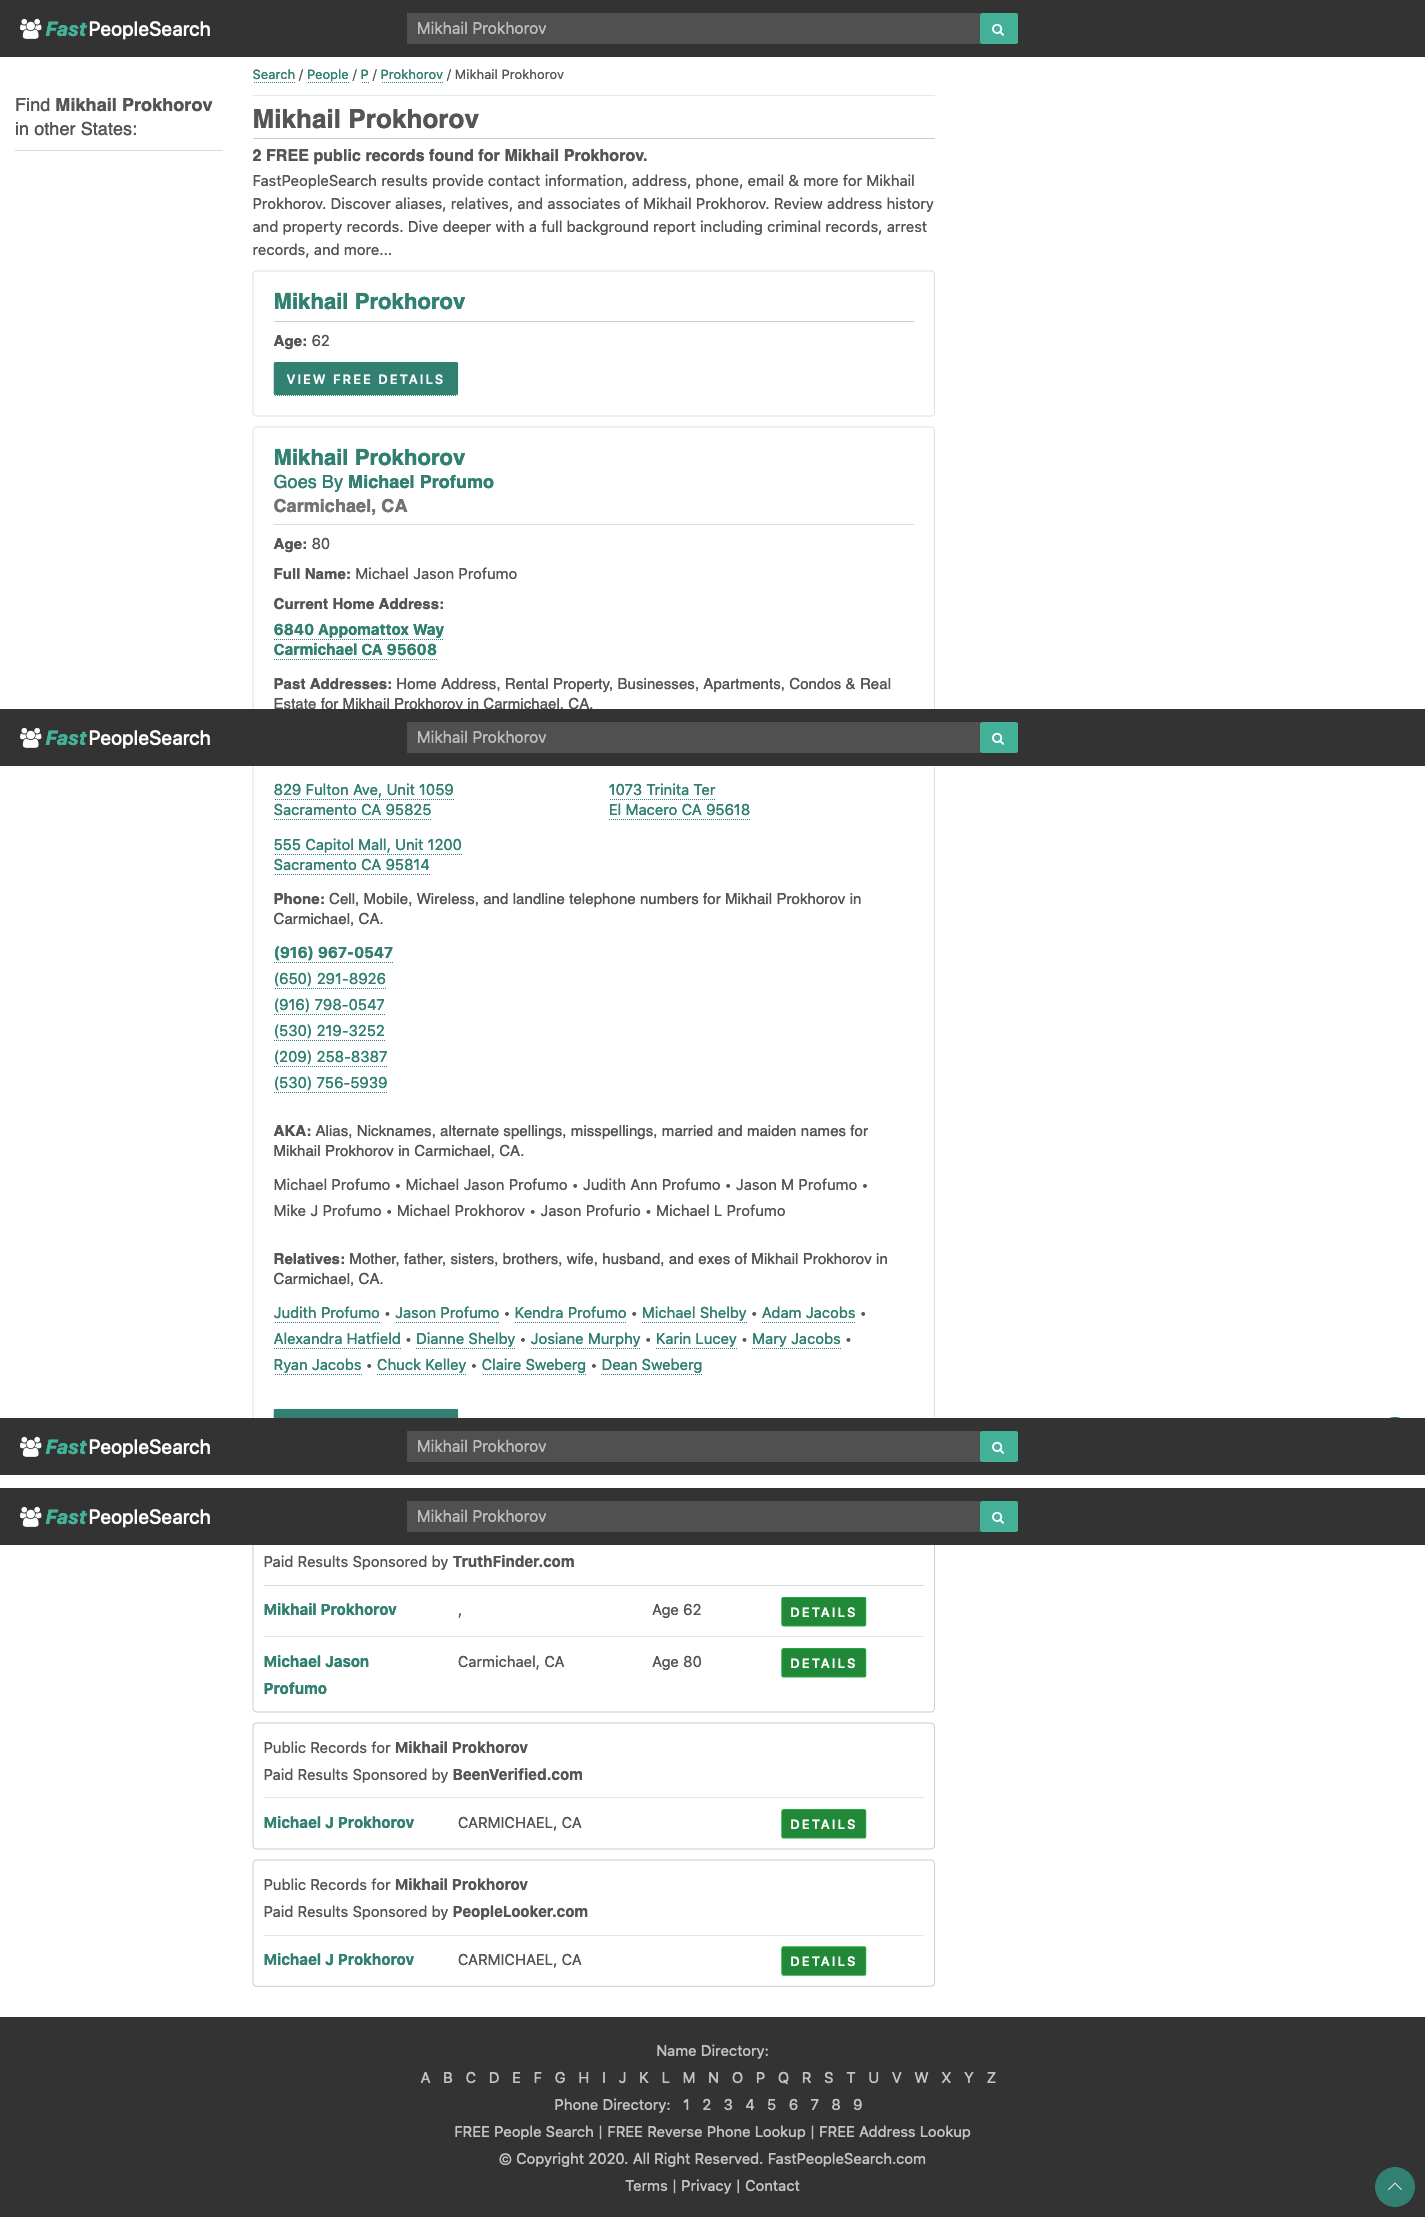 FastPeopleSearch
Mikhail Prokhorov
Search / People / P / Prokhorov / Mikhail Prokhorov
Find Mikhail Prokhorov
in other States:
Mikhail Prokhorov
2 FREE public records found for Mikhail Prokhorov.
FastPeopleSearch results provide contact information, address, phone, email & more for Mikhail
Prokhorov. Discover aliases, relatives, and associates of Mikhail Prokhorov. Review address history
and property records. Dive deeper with a full background report including criminal records, arrest
records, and more...
Mikhail Prokhorov
Age: 62
VIEW FREE DETAILS
Mikhail Prokhorov
Goes By Michael Profumo
Carmichael, CA
Age: 80
Full Name: Michael Jason Profumo
Current Home Address:
6840 Appomattox Way
Carmichael CA 95608
Past Addresses: Home Address, Rental Property, Businesses, Apartments, Condos & Real
Estate for Mikhail Prokhorov in Carmichael, CA.
FastPeopleSearch
Mikhail Prokhorov
829 Fulton Ave, Unit 1059
Sacramento CA 95825
1073 Trinita Ter
El Macero CA 95618
555 Capitol Mall, Unit 1200
Sacramento CA 95814
Phone: Cell, Mobile, Wireless, and landline telephone numbers for Mikhail Prokhorov in
Carmichael, CA.
(916) 967-0547
(650) 291-8926
(916) 798-0547
(530) 219-3252
(209) 258-8387
(530) 756-5939
AKA: Alias, Nicknames, alternate spellings, misspellings, married and maiden names for
Mikhail Prokhorov in Carmichael, CA.
Michael Profumo • Michael Jason Profumo • Judith Ann Profumo • Jason M Profumo •
Mike J Profumo • Michael Prokhorov • Jason Profurio • Michael L Profumo
Relatives: Mother, father, sisters, brothers, wife, husband, and exes of Mikhail Prokhorov in
Carmichael, CA.
Judith Profumo • Jason Profumo • Kendra Profumo • Michael Shelby • Adam Jacobs •
Alexandra Hatfield • Dianne Shelby • Josiane Murphy • Karin Lucey • Mary Jacobs •
Ryan Jacobs • Chuck Kelley • Claire Sweberg • Dean Sweberg
FastPeopleSearch
Mikhail Prokhorov
FastPeopleSearch
Mikhail Prokhorov
Paid Results Sponsored by TruthFinder.com
Mikhail Prokhorov , Age 62 DETAILS
Michael Jason
Profumo
Carmichael, CA Age 80 DETAILS
Public Records for Mikhail Prokhorov
Paid Results Sponsored by BeenVerified.com
Michael J Prokhorov CARMICHAEL, CA DETAILS
Public Records for Mikhail Prokhorov
Paid Results Sponsored by PeopleLooker.com
Michael J Prokhorov CARMICHAEL, CA DETAILS
Name Directory:
A B C D E F G H I J K L M N O P Q R S T U V W X Y Z
Phone Directory: 1 2 3 4 5 6 7 8 9
FREE People Search | FREE Reverse Phone Lookup | FREE Address Lookup
© Copyright 2020. All Right Reserved. FastPeopleSearch.com
Terms | Privacy | Contact